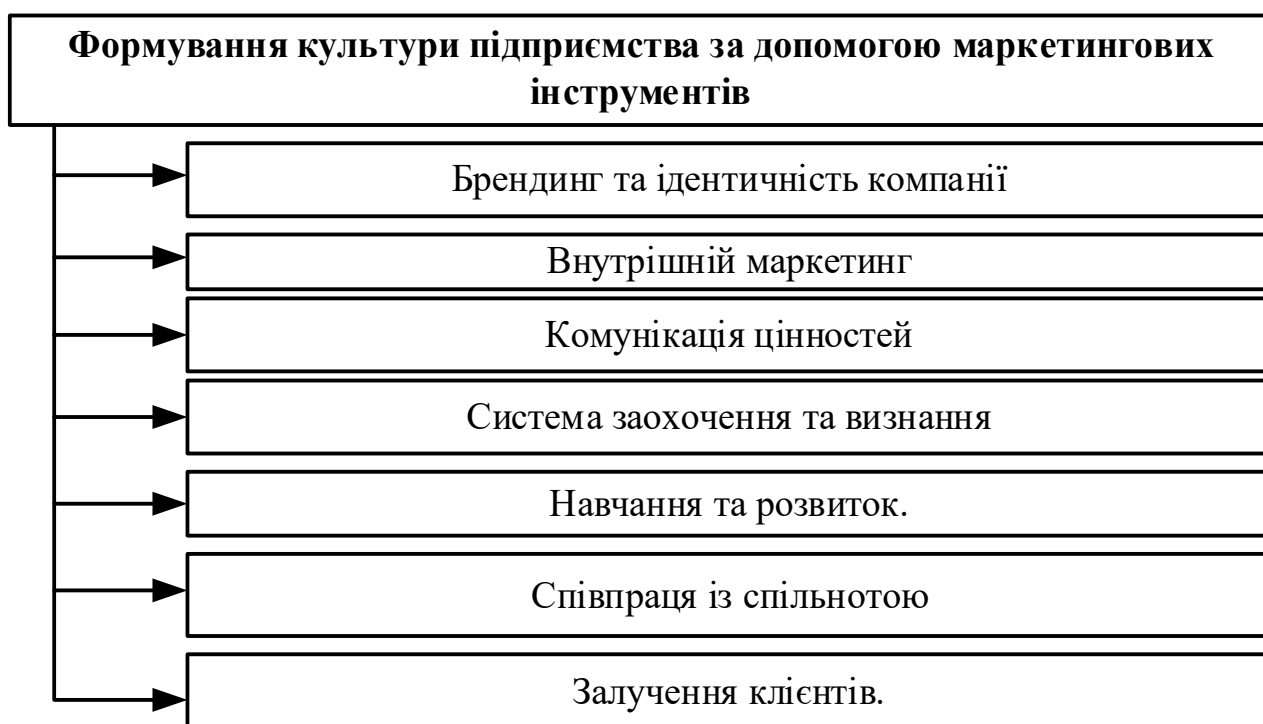 Формування культури підприємства за допомогою маркетингових
інструментів
Брендинг та ідентичність компанії
Внутрішній маркетинг
Комунікація цінностей
Система заохочення та визнання
Навчання та розвиток.
Співпраця із спільнотою
Залучення клієнтів.